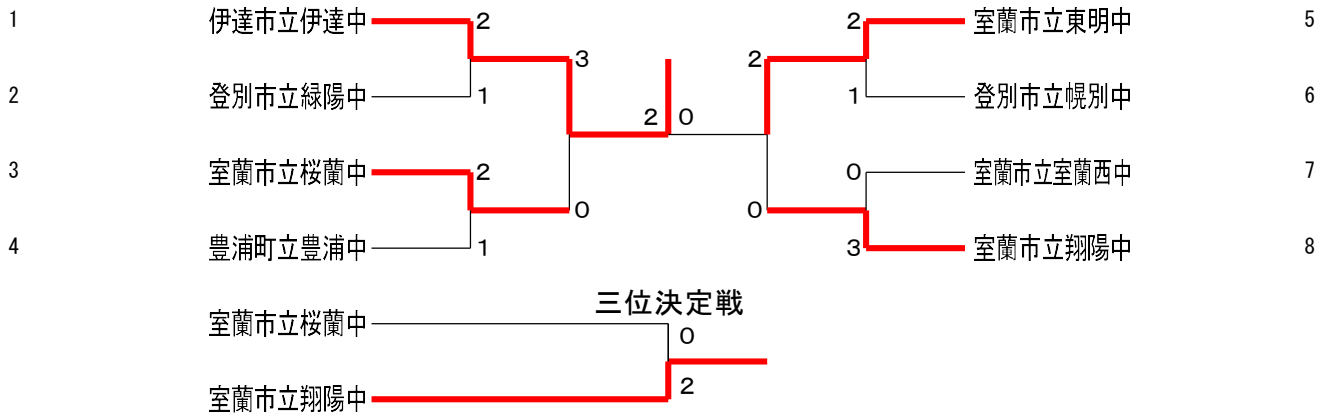 1 伊達市立伊達中 2 2 室蘭市立東明中 5
3 2
2 登別市立緑陽中 1 1 登別市立幌別中 6
2 0
3 室蘭市立桜蘭中 2 0 室蘭市立室蘭西中 7
0 0
4 豊浦町立豊浦中 1 3 室蘭市立翔陽中 8
三位決定戦
室蘭市立桜蘭中 0
室蘭市立翔陽中 2